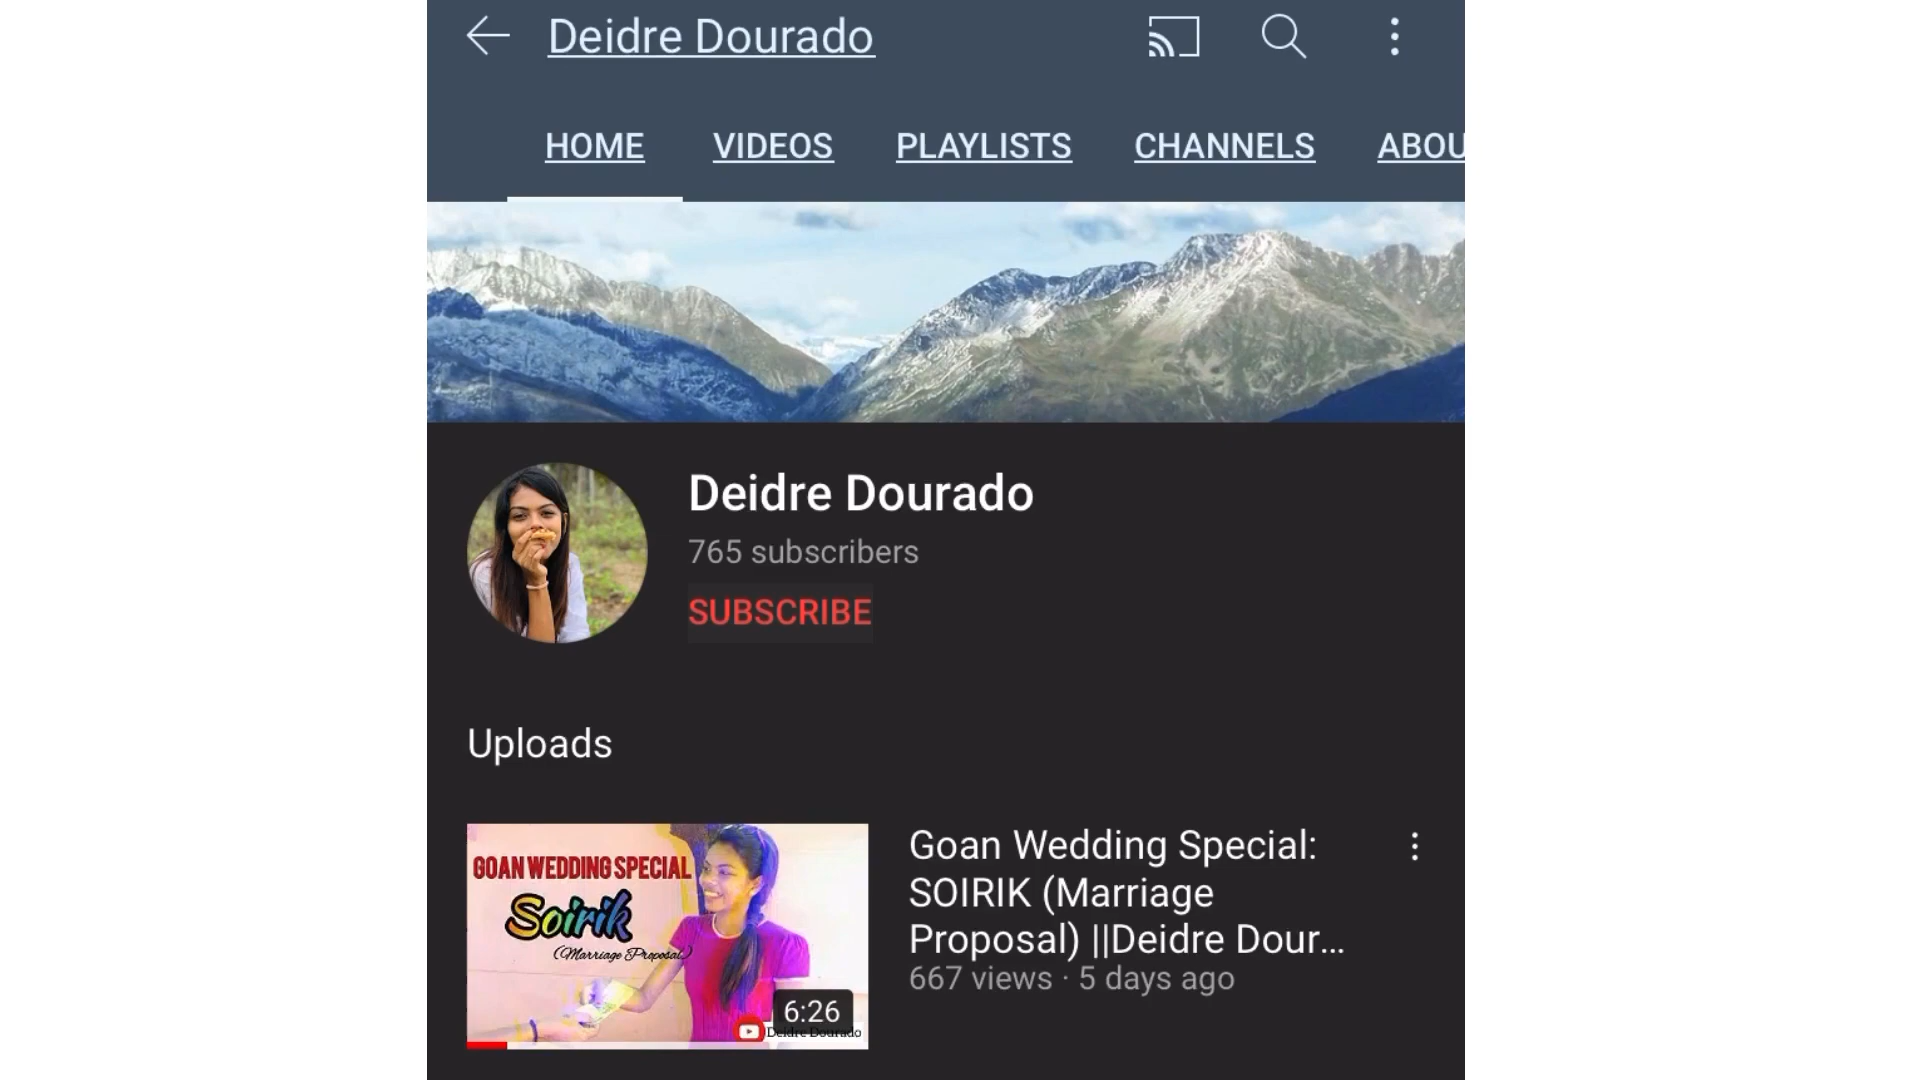 Deidre Dourado
HOME VIDEOS PLAYLISTS CHANNELS ABOU
Deidre Dourado
765 subscribers
SUBSCRIBE
Uploads
GOAN WEDDING SPECIAL
Soirik
(Marriage Proposal)
6:26
Deidre Dourado
Goan Wedding Special:
SOIRIK (Marriage
Proposal) ||Deidre Dour...
667 views · 5 days ago